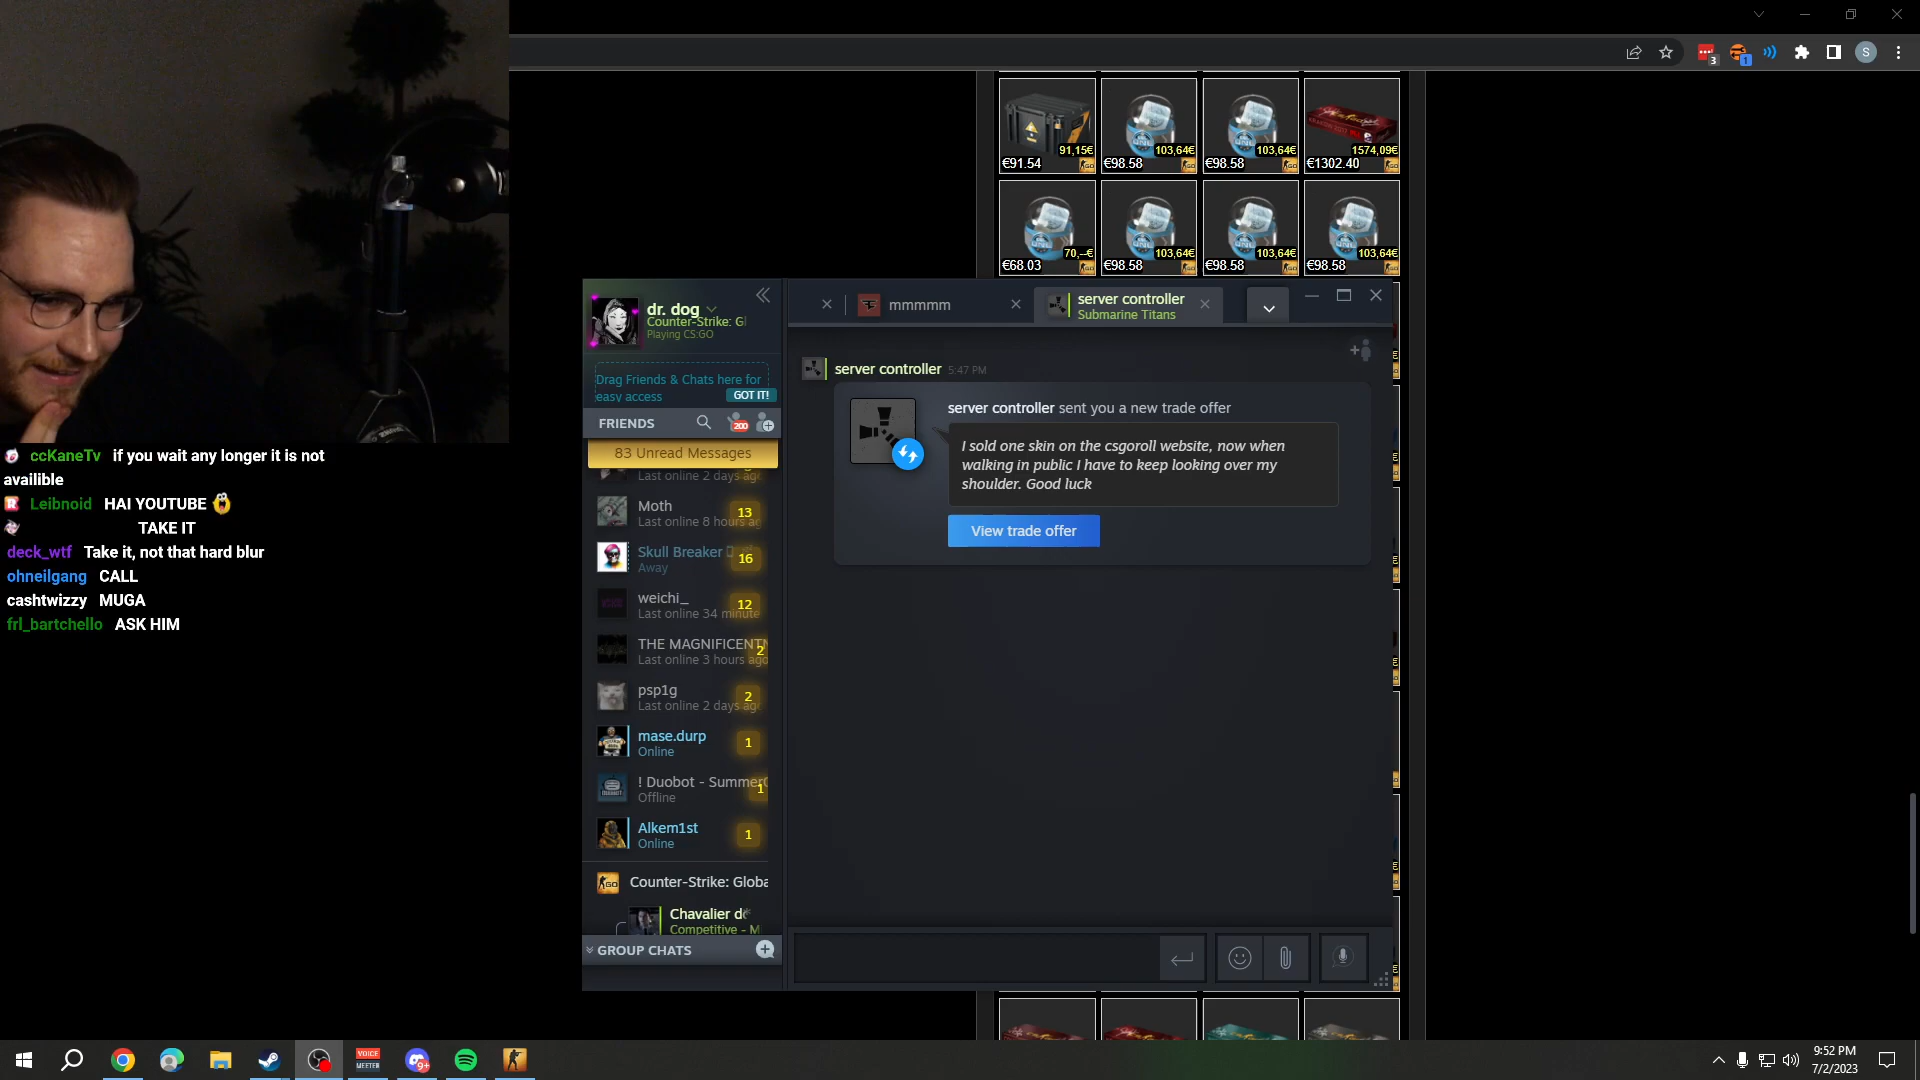 S
3
1
91,15€
€91.54
103,64€
€98.58
103,64€
€98.58
1574,09€
€1302.40
70,--€
€68.03
103,64€
€98.58
103,64€
€98.58
103,64€
€98.58
dr. dog
Counter-Strike: Gl
Playing CS:GO
Drag Friends & Chats here for
easy access
GOT IT!
FRIENDS
200
83 Unread Messages
Last online 2 days ag
Moth
Last online 8 hours ag
13
Skull Breaker
Away
16
weichi_
Last online 34 minute
12
THE MAGNIFICENT
Last online 3 hours ago
2
psp1g
Last online 2 days ago
2
mase.durp
Online
1
! Duobot - Summer
Offline
1
Alkem1st
Online
1
Counter-Strike: Globa
Chavalier d
Competitive - M
GROUP CHATS
mmmmm
server controller
Submarine Titans
server controller 5:47 PM
server controller sent you a new trade offer
I sold one skin on the csgoroll website, now when
walking in public I have to keep looking over my
shoulder. Good luck
View trade offer
ccKaneTv if you wait any longer it is not
availible
Leibnoid HAI YOUTUBE
TAKE IT
deck_wtf Take it, not that hard blur
ohneilgang CALL
cashtwizzy MUGA
frl_bartchello ASK HIM
VOICE
MEETER
9+
9:52 PM
7/2/2023